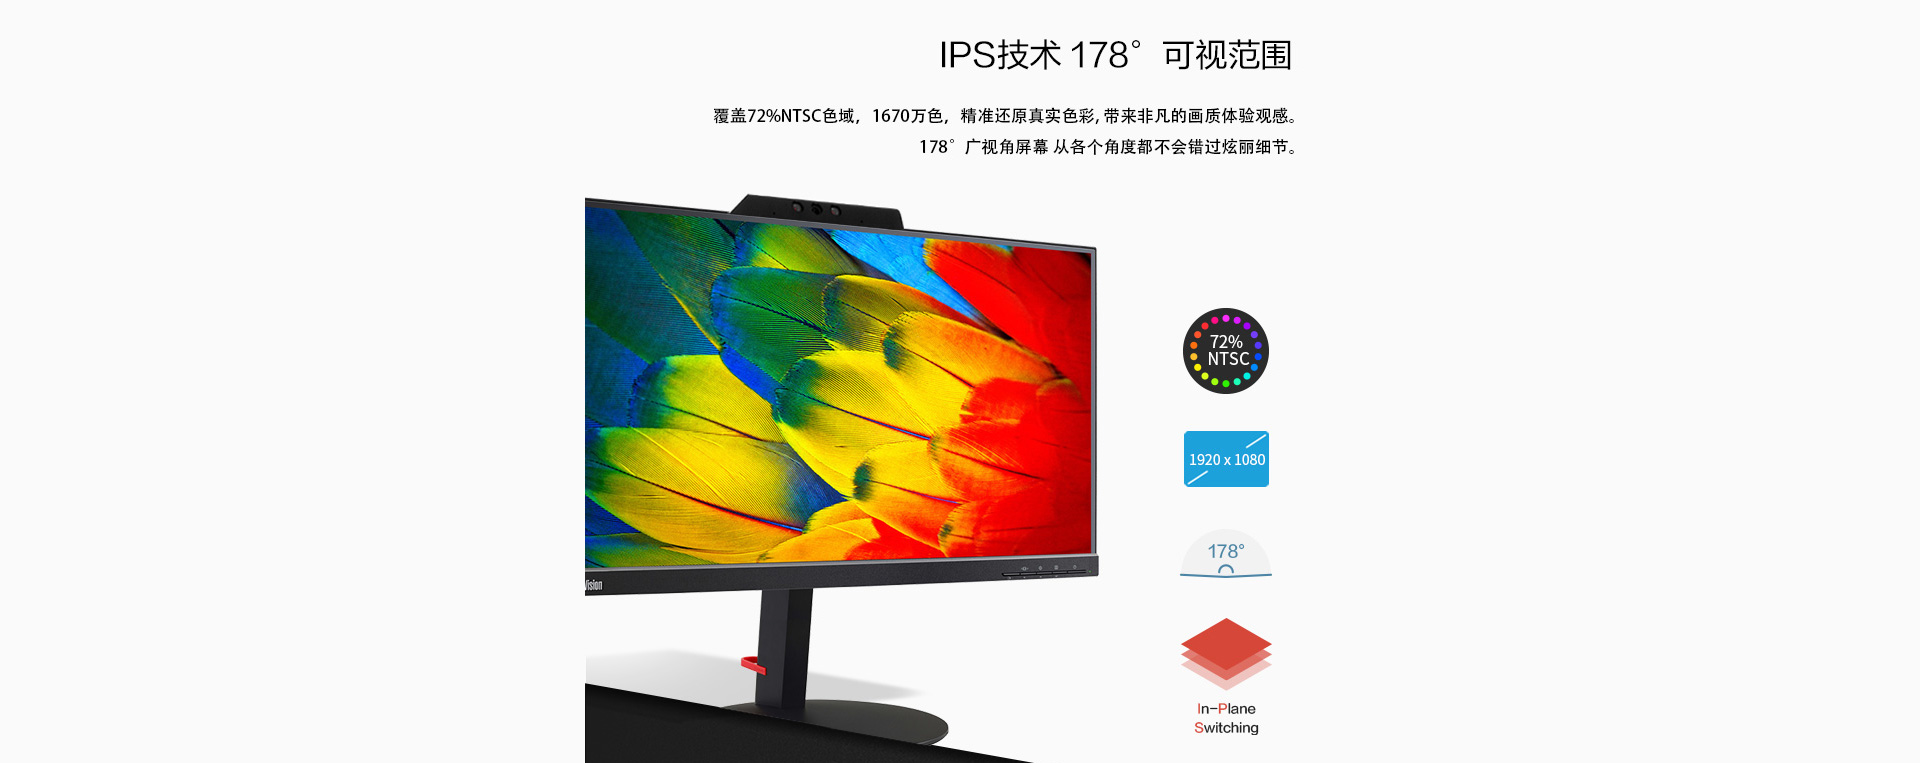 IPS技术 178° 可视范围
覆盖72%NTSC色域，1670万色，精准还原真实色彩, 带来非凡的画质体验观感。
178° 广视角屏幕 从各个角度都不会错过炫丽细节。
72%
NTSC
1920 x 1080
178°
Vision
In-Plane
Switching